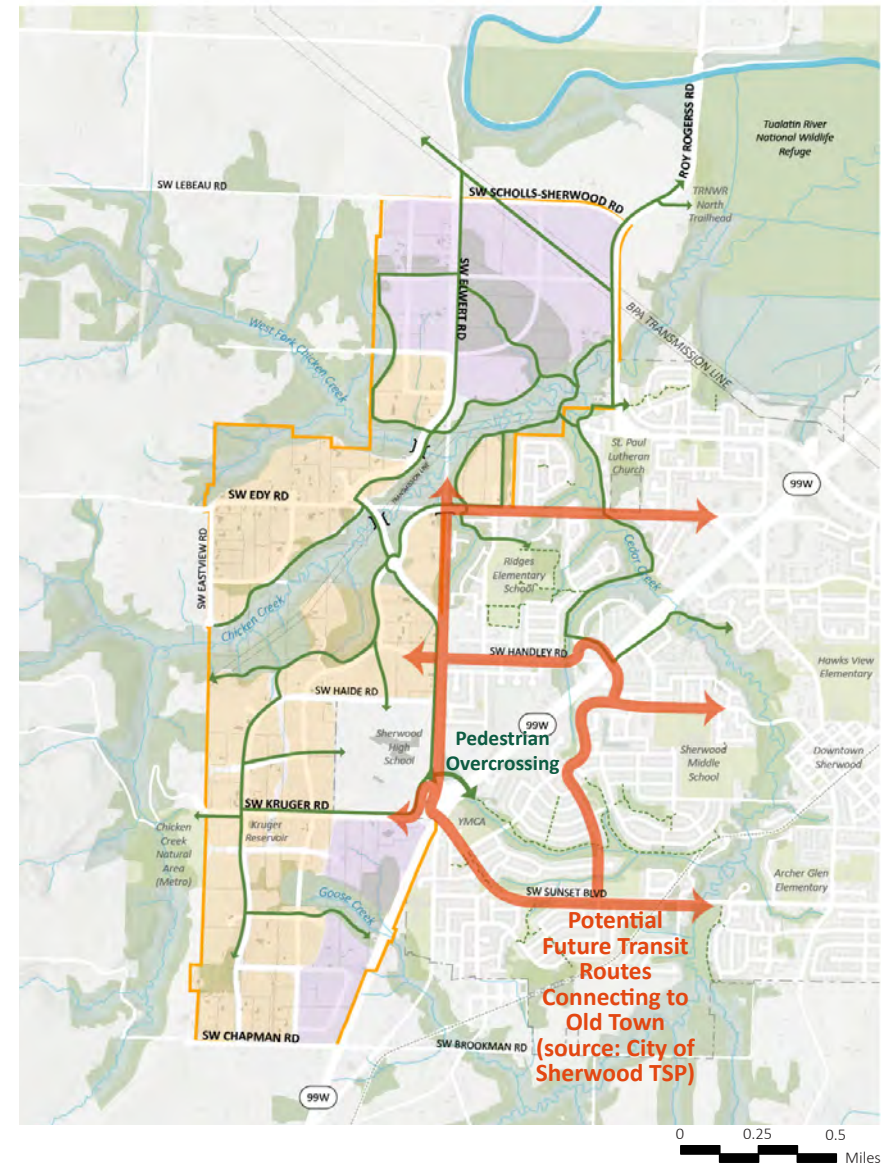 Tualatin River
National Wildlife
Refuge
ROY ROGERSS RD
SW LEBEAU RD
SW SCHOLLS-SHERWOOD RD
TRNWR
North
Trailhead
SW ELWERT RD
BPA TRANSMISSION LINE
West Fork Chicken Creek
St. Paul
Lutheran
Church
99W
TRANSMISSION LINE
SW EDY RD
SW EASTVIEW RD
Cedar Creek
Ridges
Elementary
School
Chicken Creek
SW HANDLEY RD
Hawks View
Elementary
SW HAIDE RD
99W
Sherwood
High
School
Pedestrian
Overcrossing
Sherwood
Middle
School
Downtown
Sherwood
SW KRUGER RD
Kruger
Reservoir
YMCA
Chicken
Creek
Natural
Area
(Metro)
Archer Glen
Elementary
Goose Creek
SW SUNSET BLVD
Potential
Future Transit
Routes
Connecting to
Old Town
(source: City of
Sherwood TSP)
SW CHAPMAN RD
SW BROOKMAN RD
99W
0 0.25 0.5
Miles